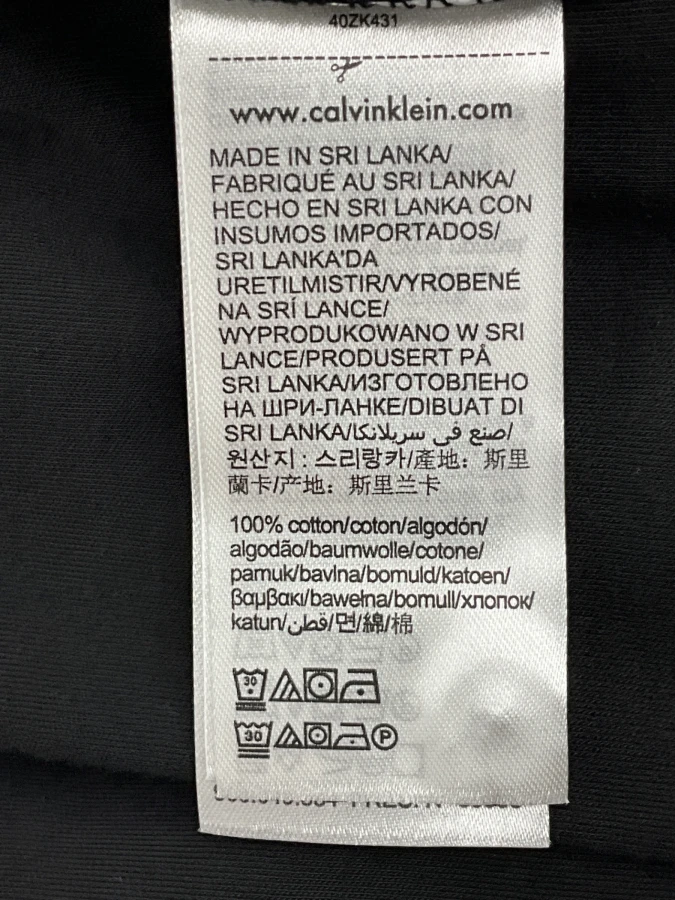 40ZK431
www.calvinklein.com
MADE IN SRI LANKA/
FABRIQUÉ AU SRI LANKA/
HECHO EN SRI LANKA CON
INSUMOS IMPORTADOS/
SRI LANKA'DA
URETILMISTIR/VYROBENÉ
NA SRÍ LANCE/
WYPRODUKOWANO W SRI
LANCE/PRODUSERT PÅ
SRI LANKA/ИЗГОТОВЛЕНО
НА ШРИ-ЛАНКЕ/DIBUAT DI
SRI LANKA/صنع في سريلانكا/
원산지 : 스리랑카/產地：斯里
蘭卡/产地：斯里兰卡
100% cotton/coton/algodón/
algodão/baumwolle/cotone/
pamuk/bavlna/bomuld/katoen/
βαμβακι/bawełna/bomull/хлопок/
katun/قطن/면/綿/棉
30
30 P